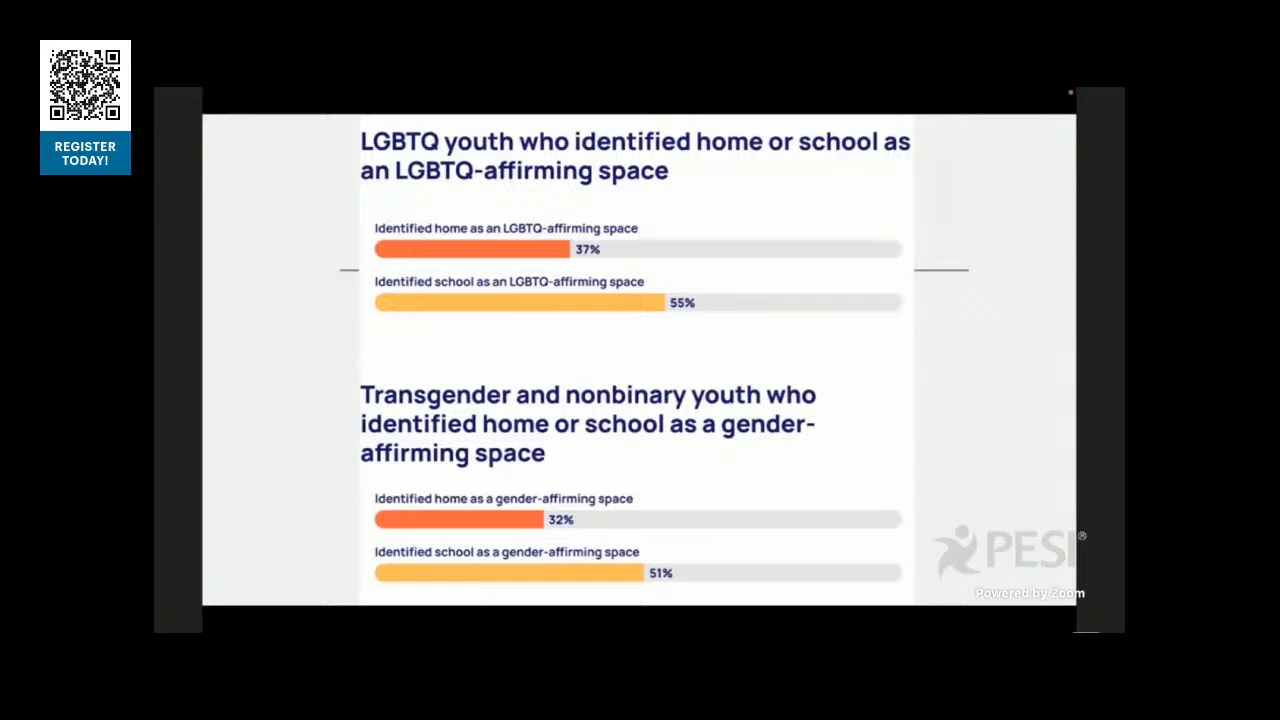 REGISTER
TODAY!
LGBTQ youth who identified home or school as
an LGBTQ-affirming space
Identified home as an LGBTQ-affirming space
37%
Identified school as an LGBTQ-affirming space
55%
Transgender and nonbinary youth who
identified home or school as a gender-
affirming space
Identified home as a gender-affirming space
32%
Identified school as a gender-affirming space
51%
PESI®
Powered by Zoom